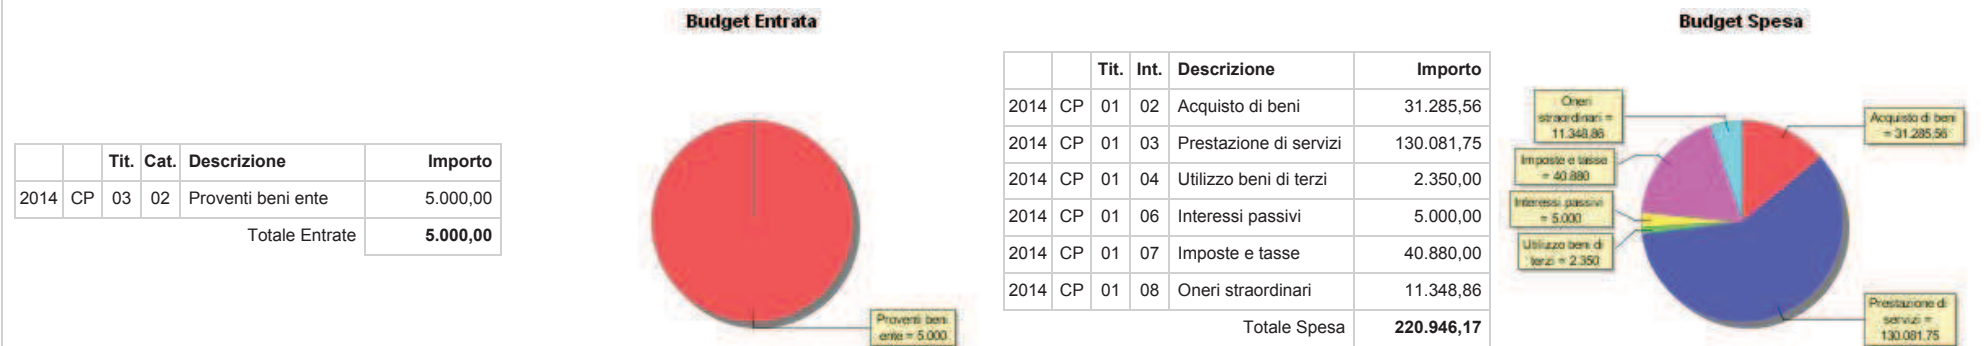 Budget Entrata
Tit. Cat. Descrizione Importo
2014 CP 03 02 Proventi beni ente 5.000,00
Totale Entrate 5.000,00
Proventi beni
ente = 5.000
Budget Spesa
Tit. Int. Descrizione Importo
2014 CP 01 02 Acquisto di beni 31.285,56
2014 CP 01 03 Prestazione di servizi 130.081,75
2014 CP 01 04 Utilizzo beni di terzi 2.350,00
2014 CP 01 06 Interessi passivi 5.000,00
2014 CP 01 07 Imposte e tasse 40.880,00
2014 CP 01 08 Oneri straordinari 11.348,86
Totale Spesa 220.946,17
Oneri
straordinari =
11.348,86
Imposte e tasse
= 40.880
Interessi passivi
= 5.000
Utilizzo beni di
terzi = 2.350
Acquisto di beni
= 31.285,56
Prestazione di
servizi =
130.081,75